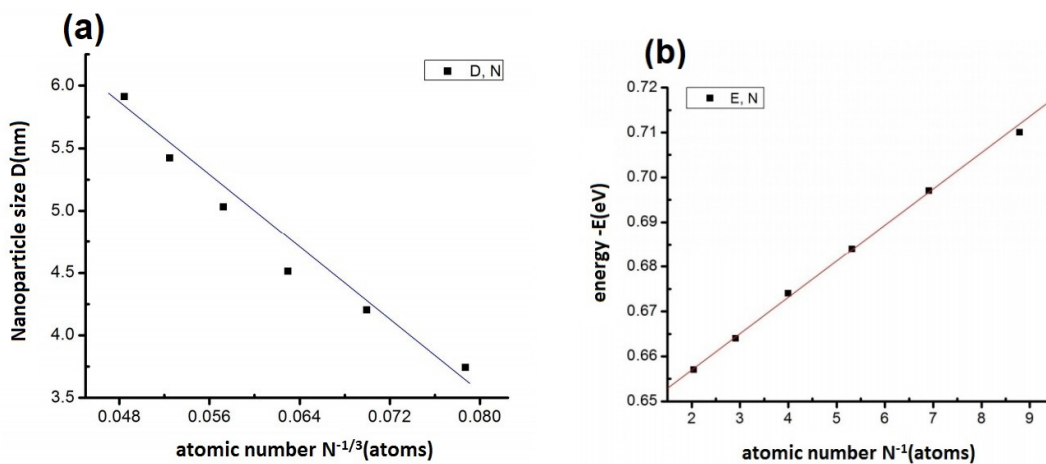 (a)
D, N
Nanoparticle size D(nm)
6.0
5.5
5.0
4.5
4.0
3.5
0.048 0.056 0.064 0.072 0.080
atomic number N⁻¹/³(atoms)
(b)
E, N
energy -E(eV)
0.72
0.71
0.70
0.69
0.68
0.67
0.66
0.65
2 3 4 5 6 7 8 9
atomic number N⁻¹(atoms)